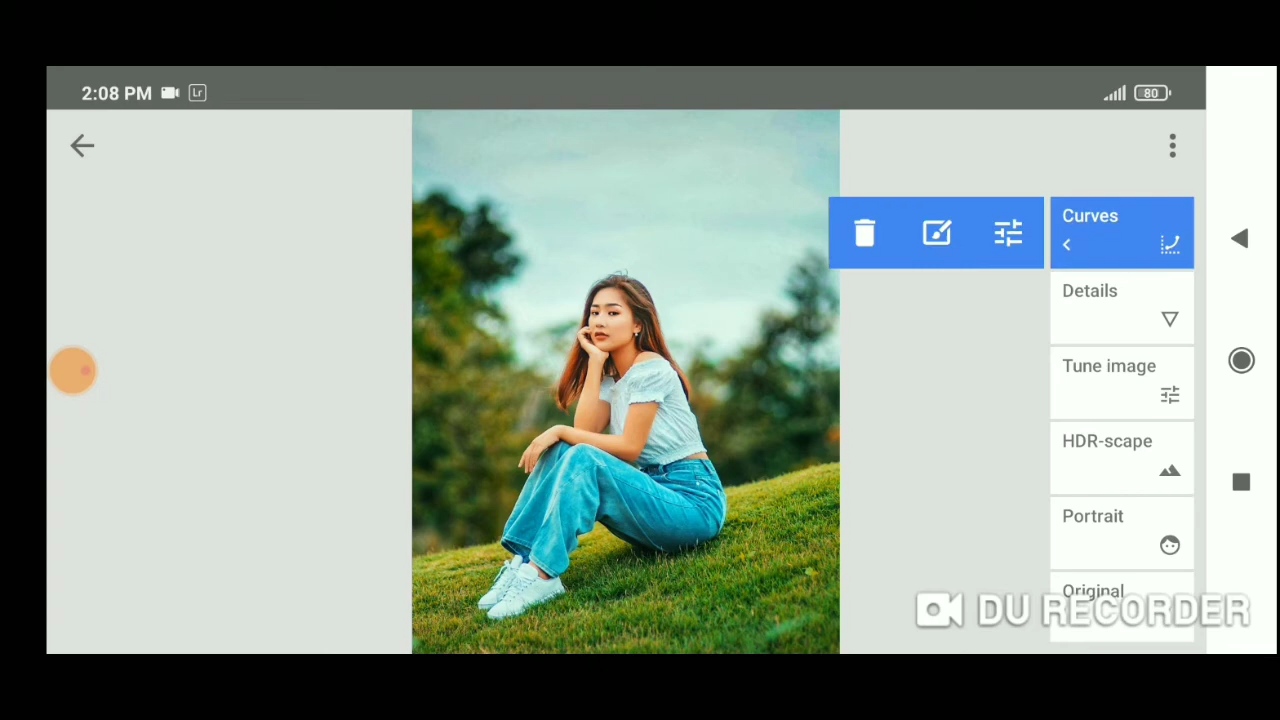 2:08 PM Lr 80
Curves
Details
Tune image
HDR-scape
Portrait
Original
DU RECORDER